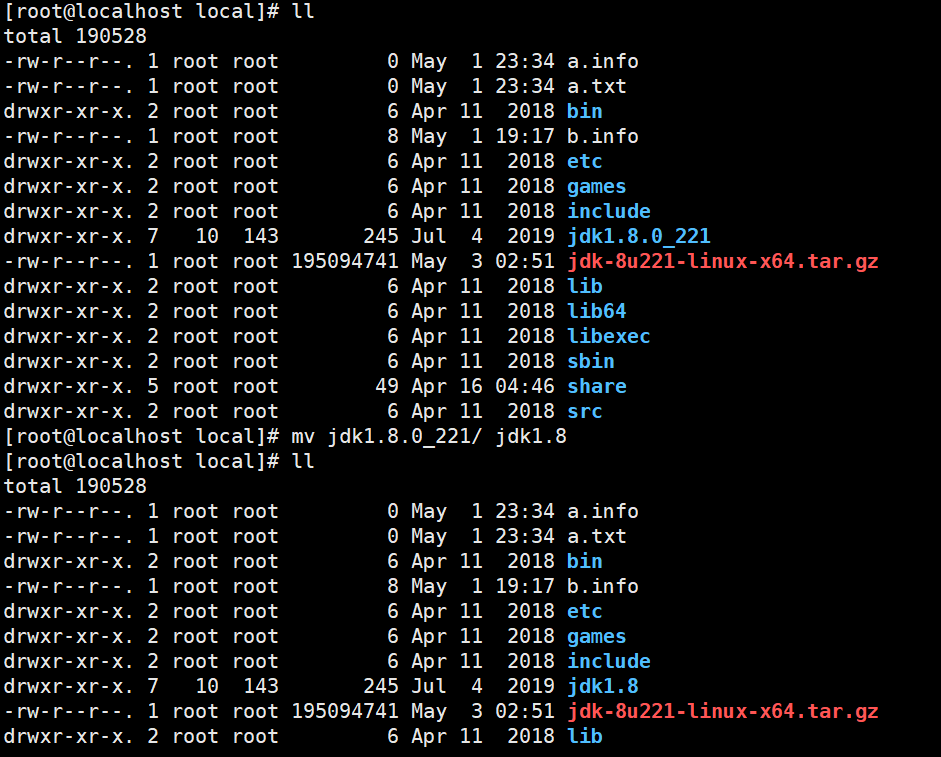 [root@localhost local]# ll
total 190528
-rw-r--r--. 1 root root         0 May  1 23:34 a.info
-rw-r--r--. 1 root root         0 May  1 23:34 a.txt
drwxr-xr-x. 2 root root         6 Apr 11  2018 bin
-rw-r--r--. 1 root root         8 May  1 19:17 b.info
drwxr-xr-x. 2 root root         6 Apr 11  2018 etc
drwxr-xr-x. 2 root root         6 Apr 11  2018 games
drwxr-xr-x. 2 root root         6 Apr 11  2018 include
drwxr-xr-x. 7   10  143       245 Jul  4  2019 jdk1.8.0_221
-rw-r--r--. 1 root root 195094741 May  3 02:51 jdk-8u221-linux-x64.tar.gz
drwxr-xr-x. 2 root root         6 Apr 11  2018 lib
drwxr-xr-x. 2 root root         6 Apr 11  2018 lib64
drwxr-xr-x. 2 root root         6 Apr 11  2018 libexec
drwxr-xr-x. 2 root root         6 Apr 11  2018 sbin
drwxr-xr-x. 5 root root        49 Apr 16 04:46 share
drwxr-xr-x. 2 root root         6 Apr 11  2018 src
[root@localhost local]# mv jdk1.8.0_221/ jdk1.8
[root@localhost local]# ll
total 190528
-rw-r--r--. 1 root root         0 May  1 23:34 a.info
-rw-r--r--. 1 root root         0 May  1 23:34 a.txt
drwxr-xr-x. 2 root root         6 Apr 11  2018 bin
-rw-r--r--. 1 root root         8 May  1 19:17 b.info
drwxr-xr-x. 2 root root         6 Apr 11  2018 etc
drwxr-xr-x. 2 root root         6 Apr 11  2018 games
drwxr-xr-x. 2 root root         6 Apr 11  2018 include
drwxr-xr-x. 7   10  143       245 Jul  4  2019 jdk1.8
-rw-r--r--. 1 root root 195094741 May  3 02:51 jdk-8u221-linux-x64.tar.gz
drwxr-xr-x. 2 root root         6 Apr 11  2018 lib